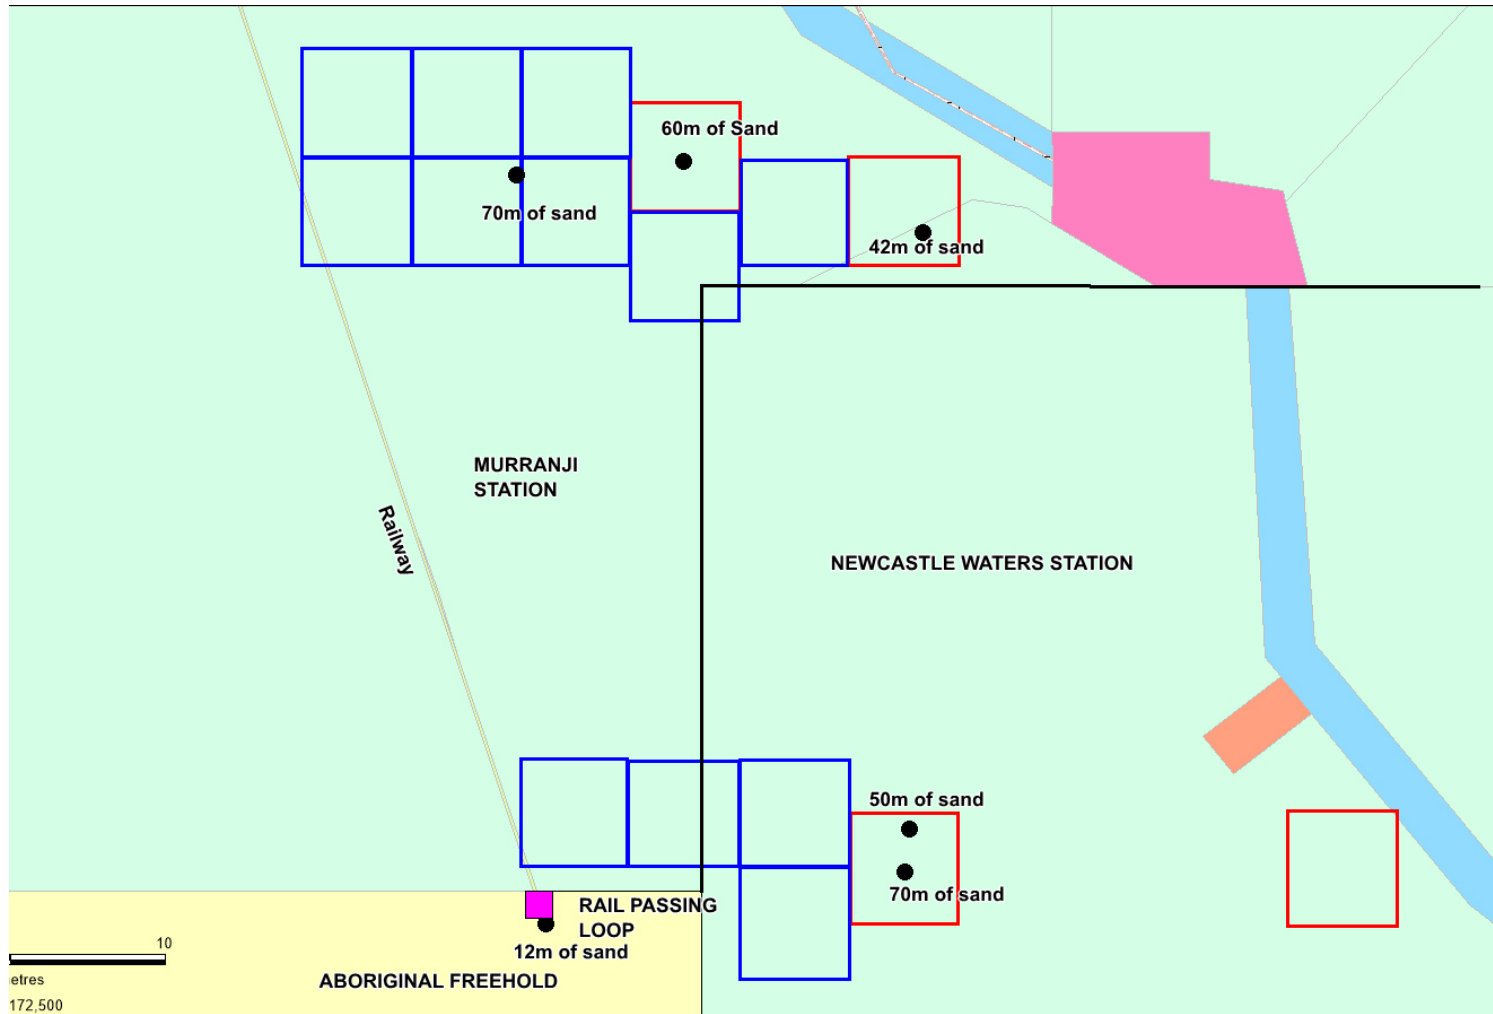 60m of Sand
70m of sand
42m of sand
MURRANJI
STATION
Railway
NEWCASTLE WATERS STATION
50m of sand
70m of sand
RAIL PASSING
LOOP
12m of sand
10
etres
ABORIGINAL FREEHOLD
172,500